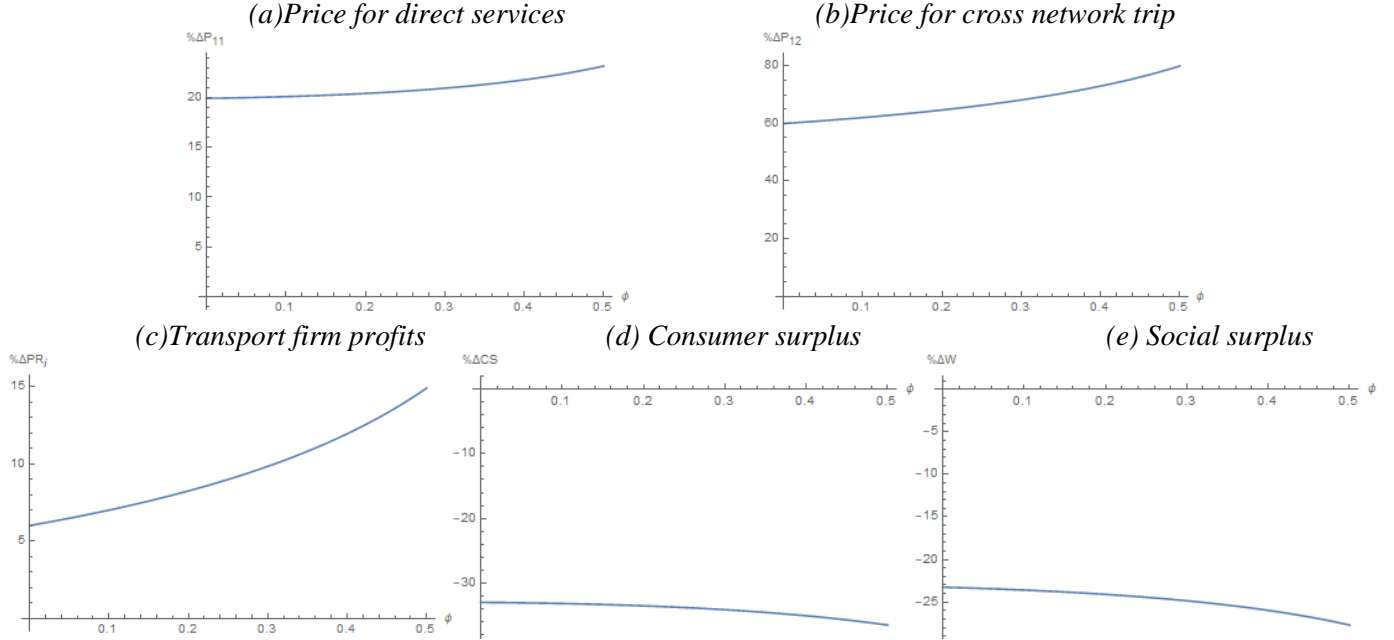 (a)Price for direct services
(b)Price for cross network trip
%ΔP₁₁
20
15
10
5
0.1 0.2 0.3 0.4 0.5 ϕ
%ΔP₁₂
80
60
40
20
0.1 0.2 0.3 0.4 0.5 ϕ
(c)Transport firm profits
(d) Consumer surplus
(e) Social surplus
%ΔPRᵢ
15
10
5
0.1 0.2 0.3 0.4 0.5 ϕ
%ΔCS
0.1 0.2 0.3 0.4 0.5 ϕ
-10
-20
-30
%ΔW
0.1 0.2 0.3 0.4 0.5 ϕ
-5
-10
-15
-20
-25